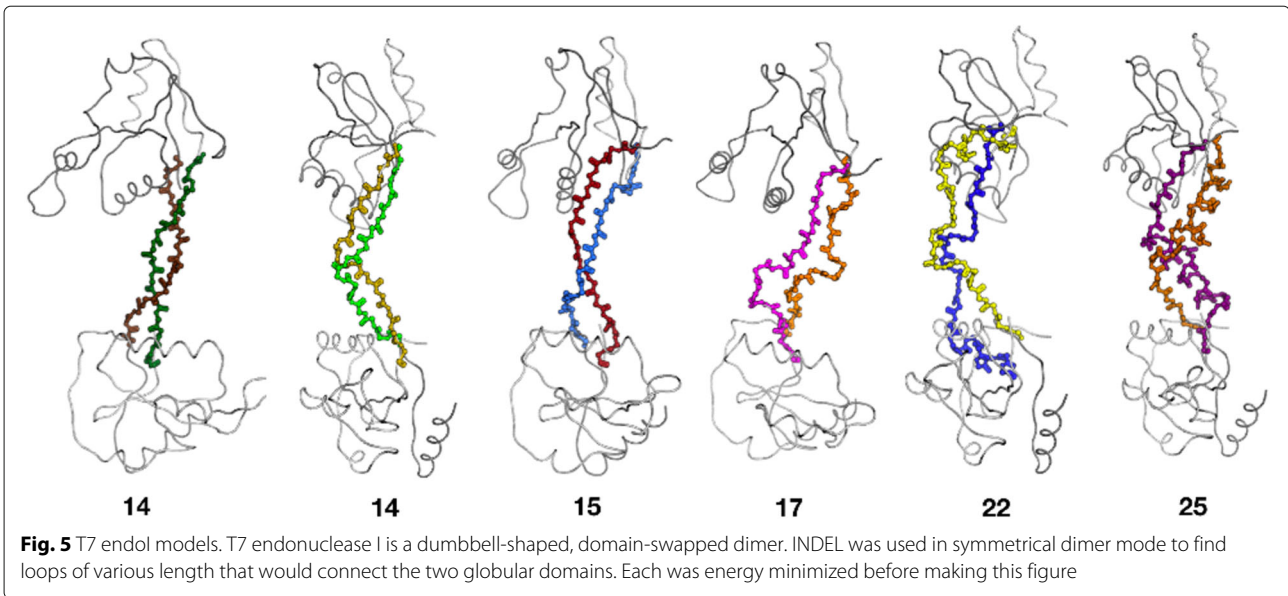 14 14 15 17 22 25
Fig. 5 T7 endoI models. T7 endonuclease I is a dumbbell-shaped, domain-swapped dimer. INDEL was used in symmetrical dimer mode to find
loops of various length that would connect the two globular domains. Each was energy minimized before making this figure